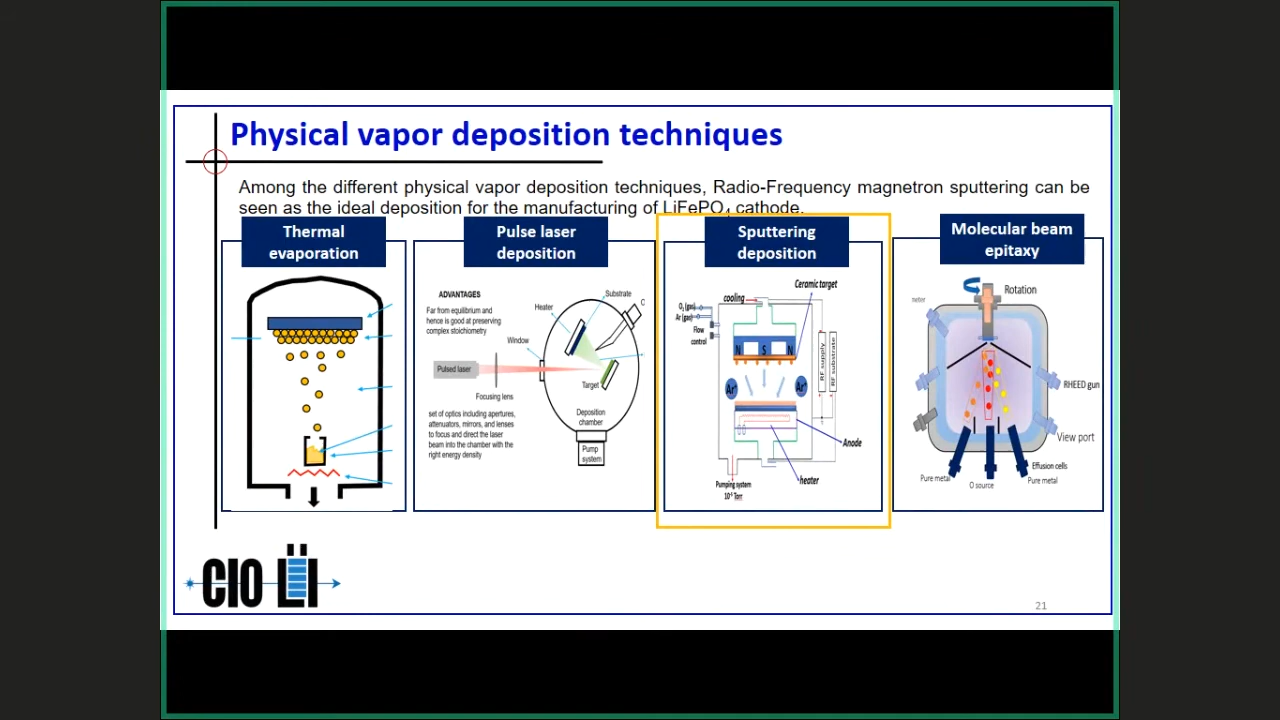 Physical vapor deposition techniques
Among the different physical vapor deposition techniques, Radio-Frequency magnetron sputtering can be
seen as the ideal deposition for the manufacturing of LiFePO4 cathode.
Thermal
evaporation
Pulse laser
deposition
ADVANTAGES
Far from equilibrium and
hence is good at preserving
complex stoichiometry
Substrate
Heater
C
Window
Pulsed laser
Target
Focusing lens
set of optics including apertures,
attenuators, mirrors, and lenses
to focus and direct the laser
beam into the chamber with the
right energy density
Deposition
chamber
Pump
system
Sputtering
deposition
Ceramic target
cooling
O2 (gas)
Ar (gas)
Flow
control
N S N
RF supply
RF substrate
Ar+ Ar+
Anode
heater
Pumping system
10-5 Torr
Molecular beam
epitaxy
Rotation
RHEED gun
View port
Effusion cells
Pure metal
O source
Pure metal
CIO Li
21